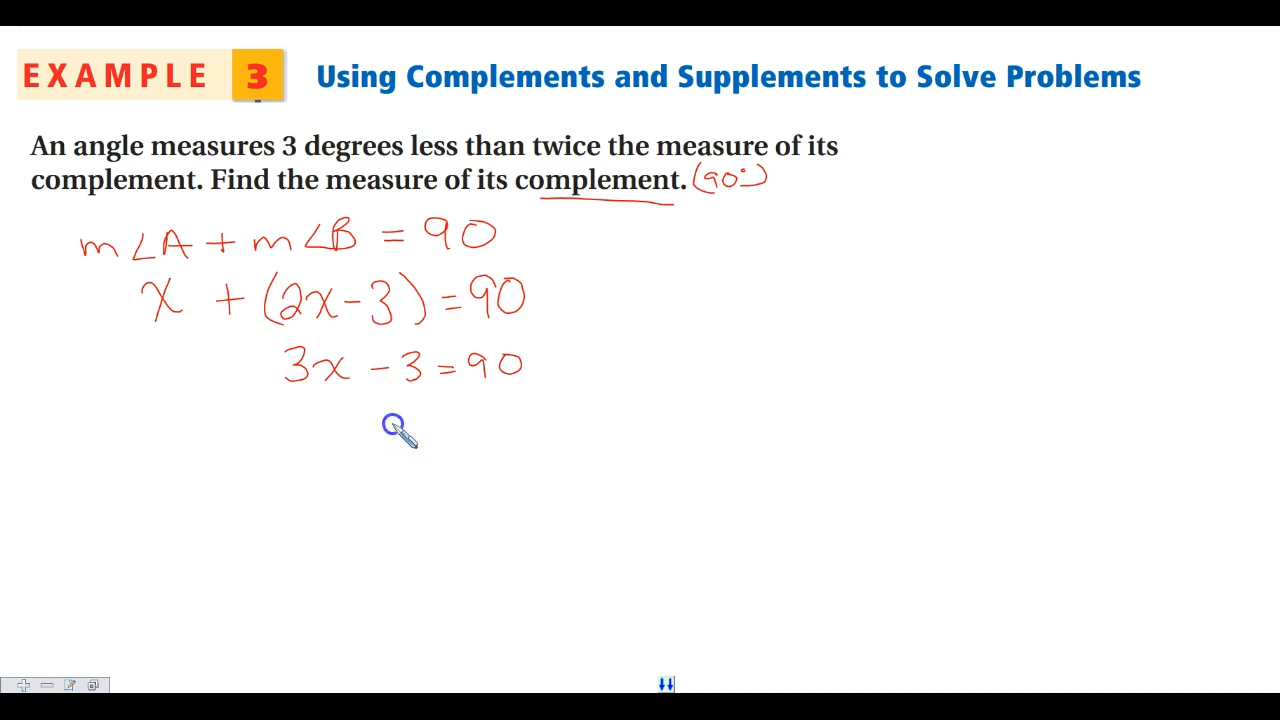 EXAMPLE 3 Using Complements and Supplements to Solve Problems
An angle measures 3 degrees less than twice the measure of its
complement. Find the measure of its complement. (90°)
m∠A + m∠B = 90
x + (2x - 3) = 90
3x - 3 = 90